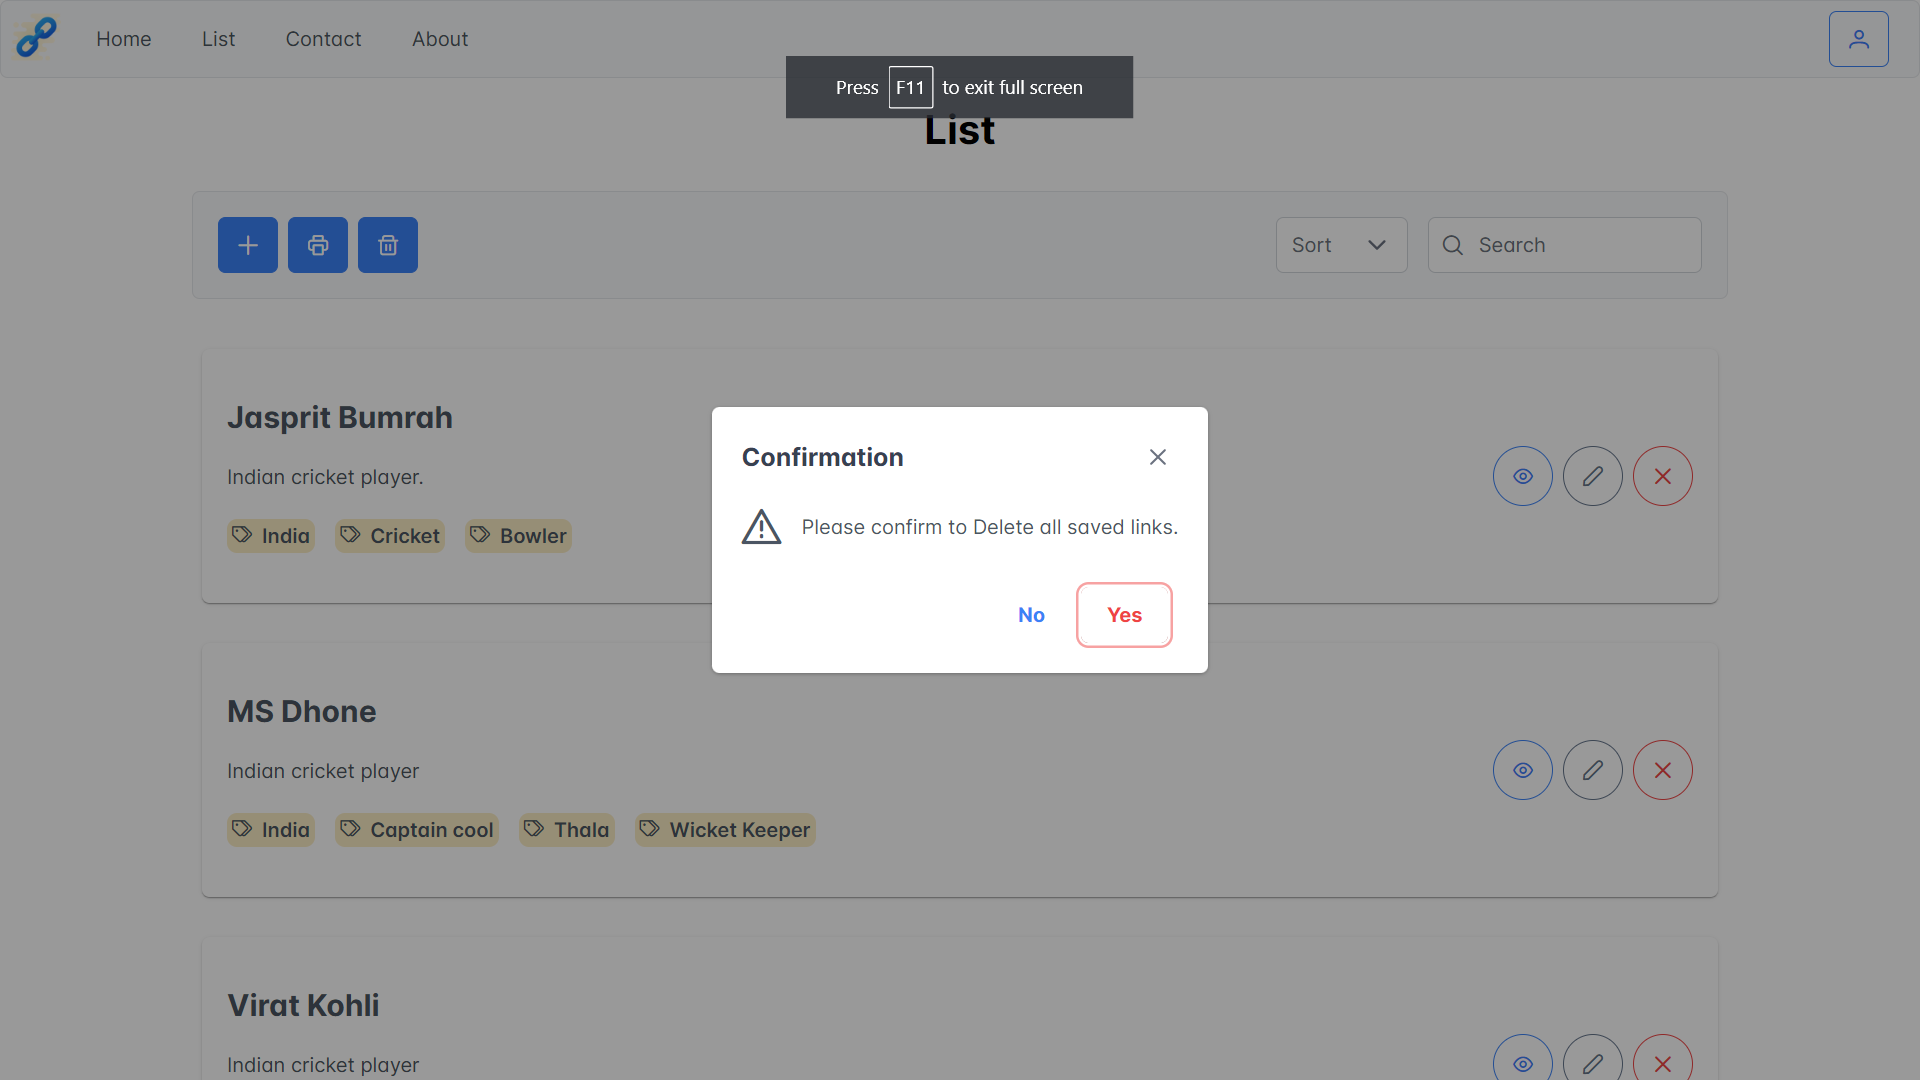 Home List Contact About
Press F11 to exit full screen
List
Sort Search
Jasprit Bumrah
Indian cricket player.
India Cricket Bowler
Confirmation
Please confirm to Delete all saved links.
No Yes
MS Dhone
Indian cricket player
India Captain cool Thala Wicket Keeper
Virat Kohli
Indian cricket player